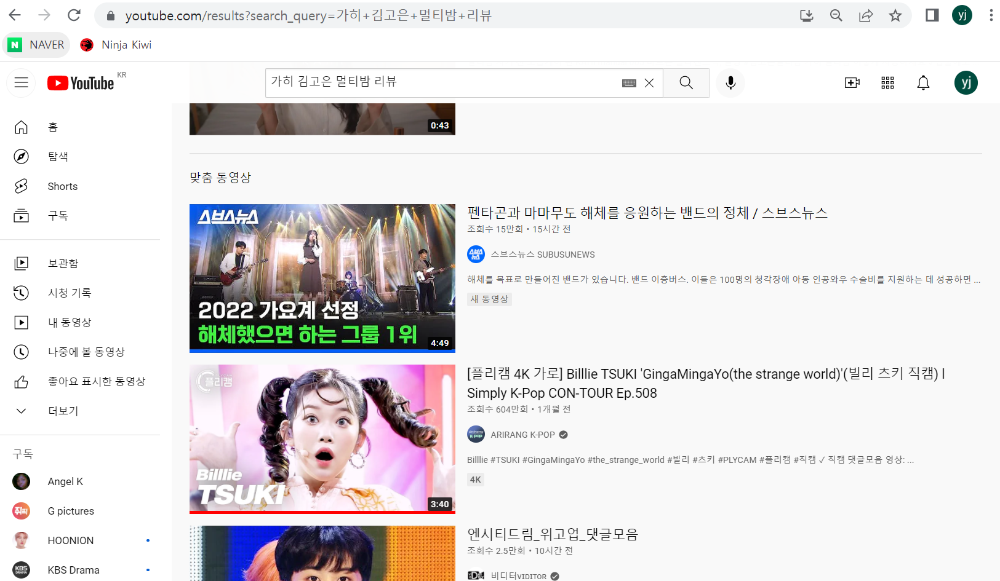 youtube.com/results?search_query=가히+김고은+멀티밤+리뷰
yj
N NAVER
Ninja Kiwi
YouTube KR
가히 김고은 멀티밤 리뷰
yj
홈
탐색
Shorts
구독
보관함
시청 기록
내 동영상
나중에 볼 동영상
좋아요 표시한 동영상
더보기
구독
Angel K
쥐픽
G pictures
HOONION
KBS DRAMA
KBS Drama
0:43
맞춤 동영상
스브스뉴스
2022 가요계 선정
해체했으면 하는 그룹 1위
4:49
펜타곤과 마마무도 해체를 응원하는 밴드의 정체 / 스브스뉴스
조회수 15만회 • 15시간 전
스브스뉴스
스브스뉴스 SUBUSUNEWS
해체를 목표로 만들어진 밴드가 있습니다. 밴드 이층버스. 이들은 100명의 청각장애 아동 인공와우 수술비를 지원하는 데 성공하면 ...
새 동영상
플리캠
Billlie
TSUKI
3:40
[플리캠 4K 가로] Billlie TSUKI 'GingaMingaYo(the strange world)'(빌리 츠키 직캠) l
Simply K-Pop CON-TOUR Ep.508
조회수 604만회 • 1개월 전
arirang k-pop
ARIRANG K-POP
Billlie #TSUKI #GingaMingaYo #the_strange_world #빌리 #츠키 #PLYCAM #플리캠 #직캠 ✓ 직캠 댓글모음 영상: ...
4K
엔시티드림_위고업_댓글모음
조회수 2.5만회 • 10시간 전
비디터VIDITOR